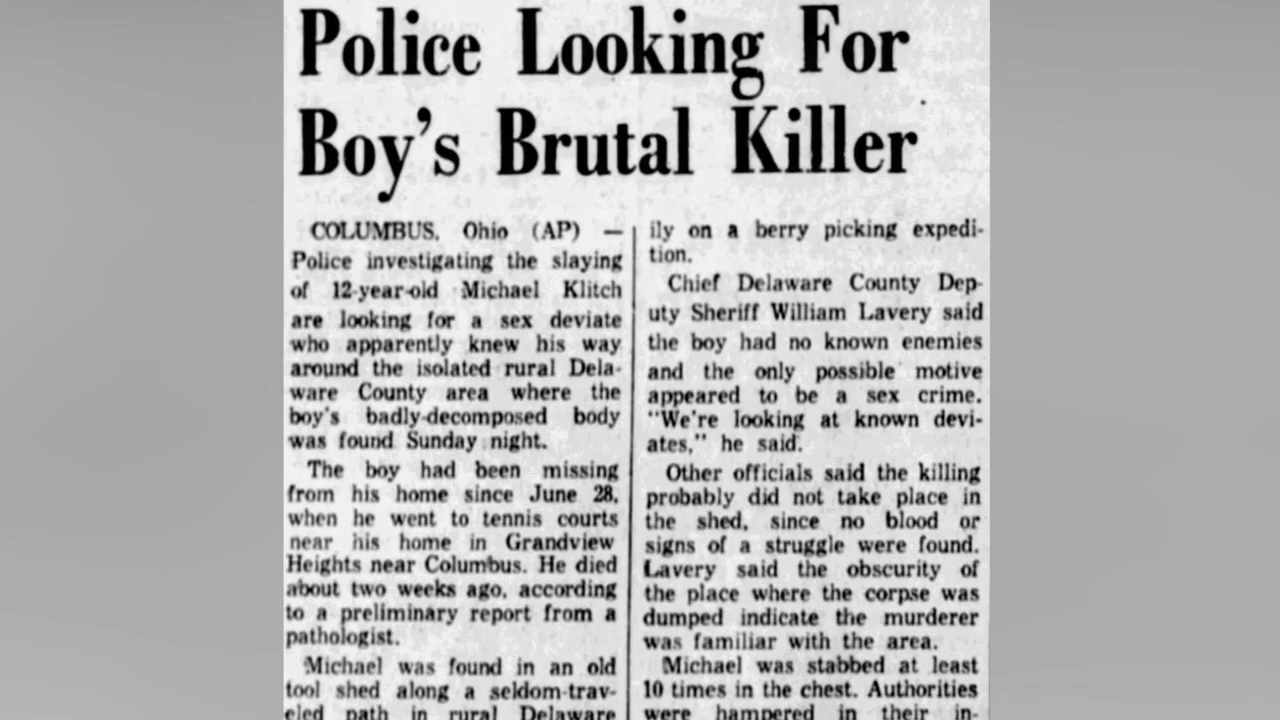 Police Looking For
Boy's Brutal Killer
COLUMBUS, Ohio (AP) —
Police investigating the slaying
of 12-year-old Michael Klitch
are looking for a sex deviate
who apparently knew his way
around the isolated rural Dela-
ware County area where the
boy's badly-decomposed body
was found Sunday night.
The boy had been missing
from his home since June 28,
when he went to tennis courts
near his home in Grandview
Heights near Columbus. He died
about two weeks ago, according
to a preliminary report from a
pathologist.
Michael was found in an old
tool shed along a seldom-trav-
eled path in rural Delaware
ily on a berry picking expedi-
tion.
Chief Delaware County Dep-
uty Sheriff William Lavery said
the boy had no known enemies
and the only possible motive
appeared to be a sex crime.
"We're looking at known devi-
ates," he said.
Other officials said the killing
probably did not take place in
the shed, since no blood or
signs of a struggle were found.
Lavery said the obscurity of
the place where the corpse was
dumped indicate the murderer
was familiar with the area.
Michael was stabbed at least
10 times in the chest. Authorities
were hampered in their in-